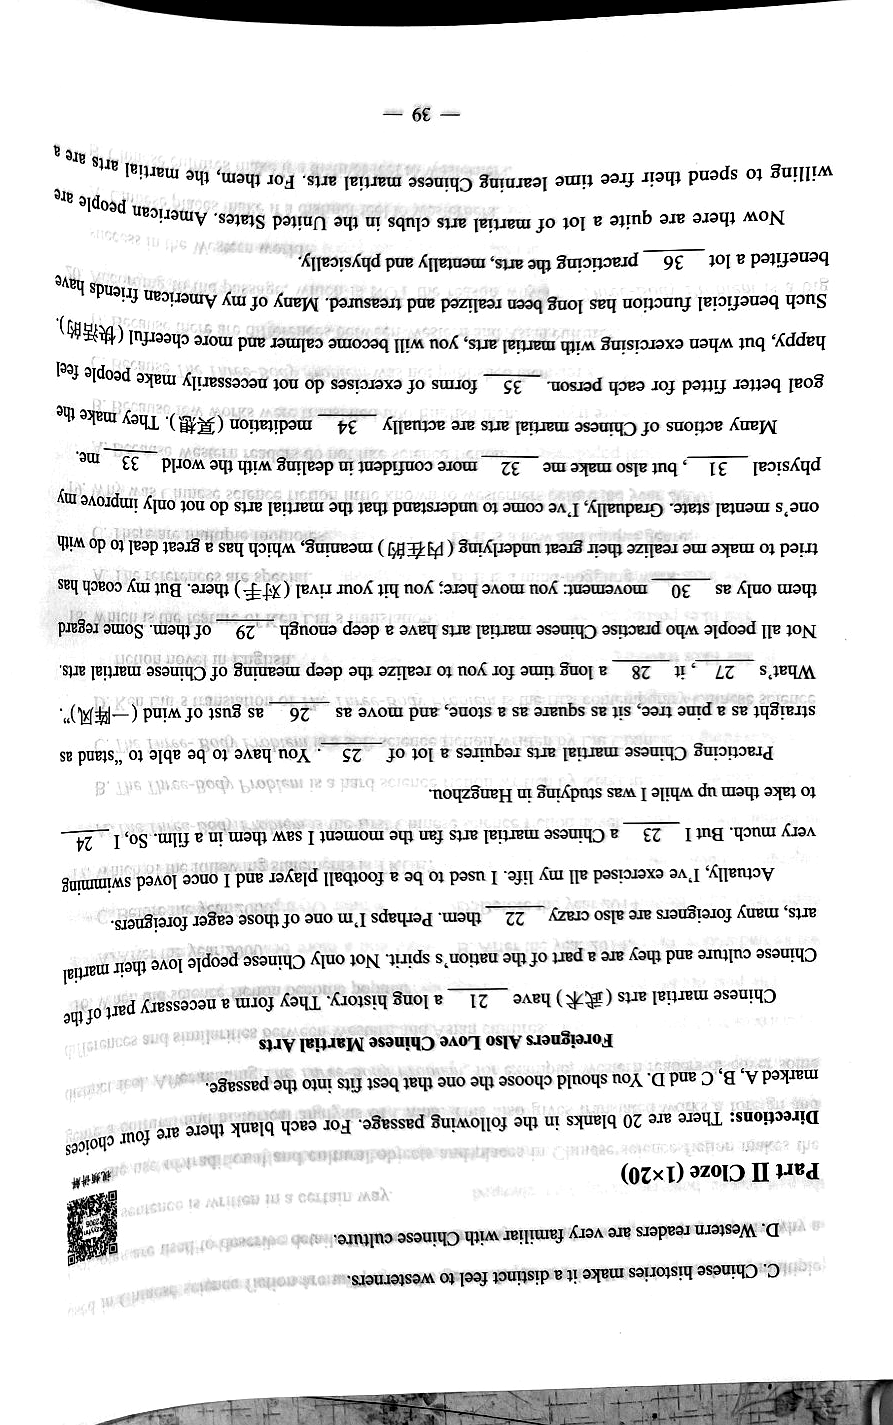 C. Chinese histories make it a distinct feel to westerners.
D. Western readers are very familiar with Chinese culture.
Part II Cloze (1×20)
视频讲解
Directions: There are 20 blanks in the following passage. For each blank there are four choices
marked A, B, C and D. You should choose the one that best fits into the passage.
Foreigners Also Love Chinese Martial Arts
Chinese martial arts (武术) have 21 a long history. They form a necessary part of the
Chinese culture and they are a part of the nation's spirit. Not only Chinese people love their martial
arts, many foreigners are also crazy 22 them. Perhaps I'm one of those eager foreigners.
Actually, I've exercised all my life. I used to be a football player and I once loved swimming
very much. But I 23 a Chinese martial arts fan the moment I saw them in a film. So, I 24
to take them up while I was studying in Hangzhou.
Practicing Chinese martial arts requires a lot of 25 . You have to be able to "stand as
straight as a pine tree, sit as square as a stone, and move as 26 as gust of wind (一阵风)".
What's 27 , it 28 a long time for you to realize the deep meaning of Chinese martial arts.
Not all people who practise Chinese martial arts have a deep enough 29 of them. Some regard
them only as 30 movement: you move here; you hit your rival (对手) there. But my coach has
tried to make me realize their great underlying (内在的) meaning, which has a great deal to do with
one's mental state. Gradually, I've come to understand that the martial arts do not only improve my
physical 31 , but also make me 32 more confident in dealing with the world 33 me.
Many actions of Chinese martial arts are actually 34 meditation (冥想). They make the
goal better fitted for each person. 35 forms of exercises do not necessarily make people feel
happy, but when exercising with martial arts, you will become calmer and more cheerful (快活的).
Such beneficial function has long been realized and treasured. Many of my American friends have
benefited a lot 36 practicing the arts, mentally and physically.
Now there are quite a lot of martial arts clubs in the United States. American people are
willing to spend their free time learning Chinese martial arts. For them, the martial arts are a
— 39 —